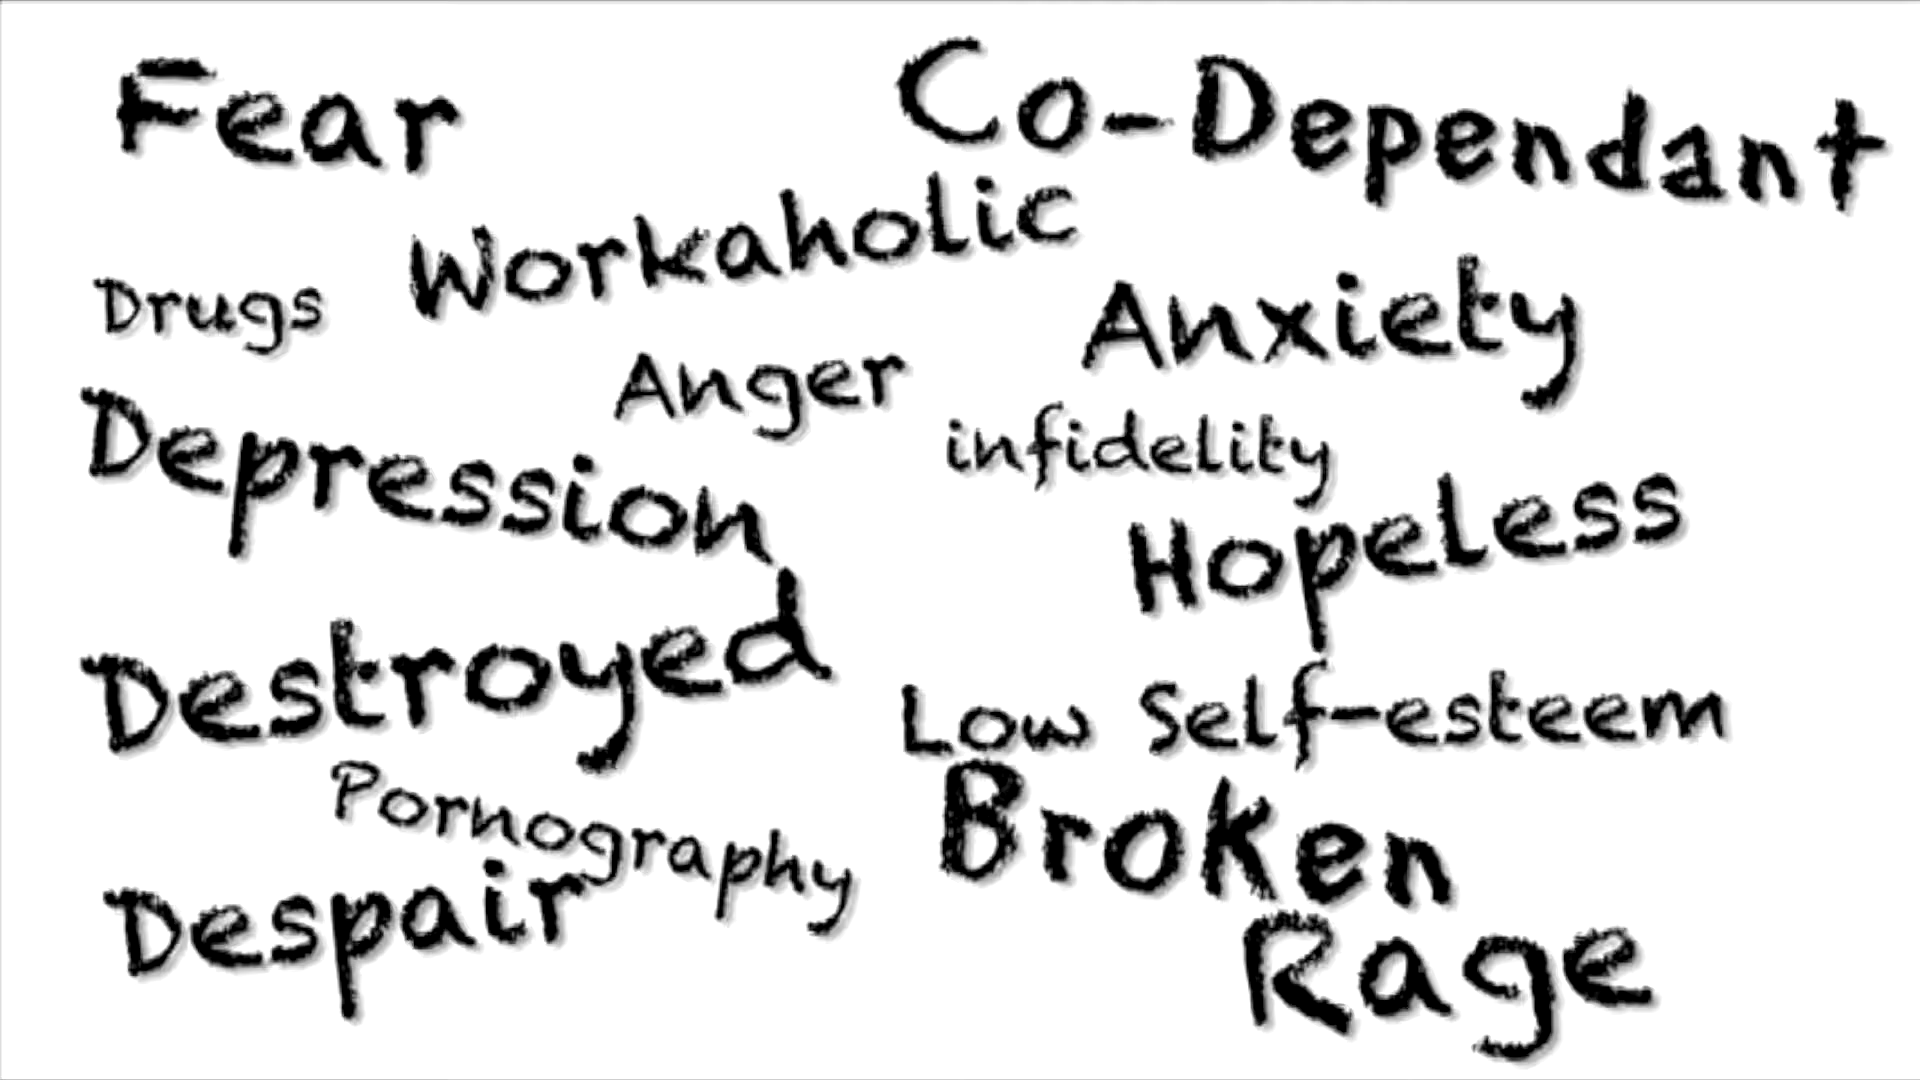 Fear
Co-Dependant
Workaholic
Drugs
Anxiety
Anger
Depression
infidelity
Hopeless
Destroyed
Low Self-esteem
Pornography
Broken
Despair
Rage